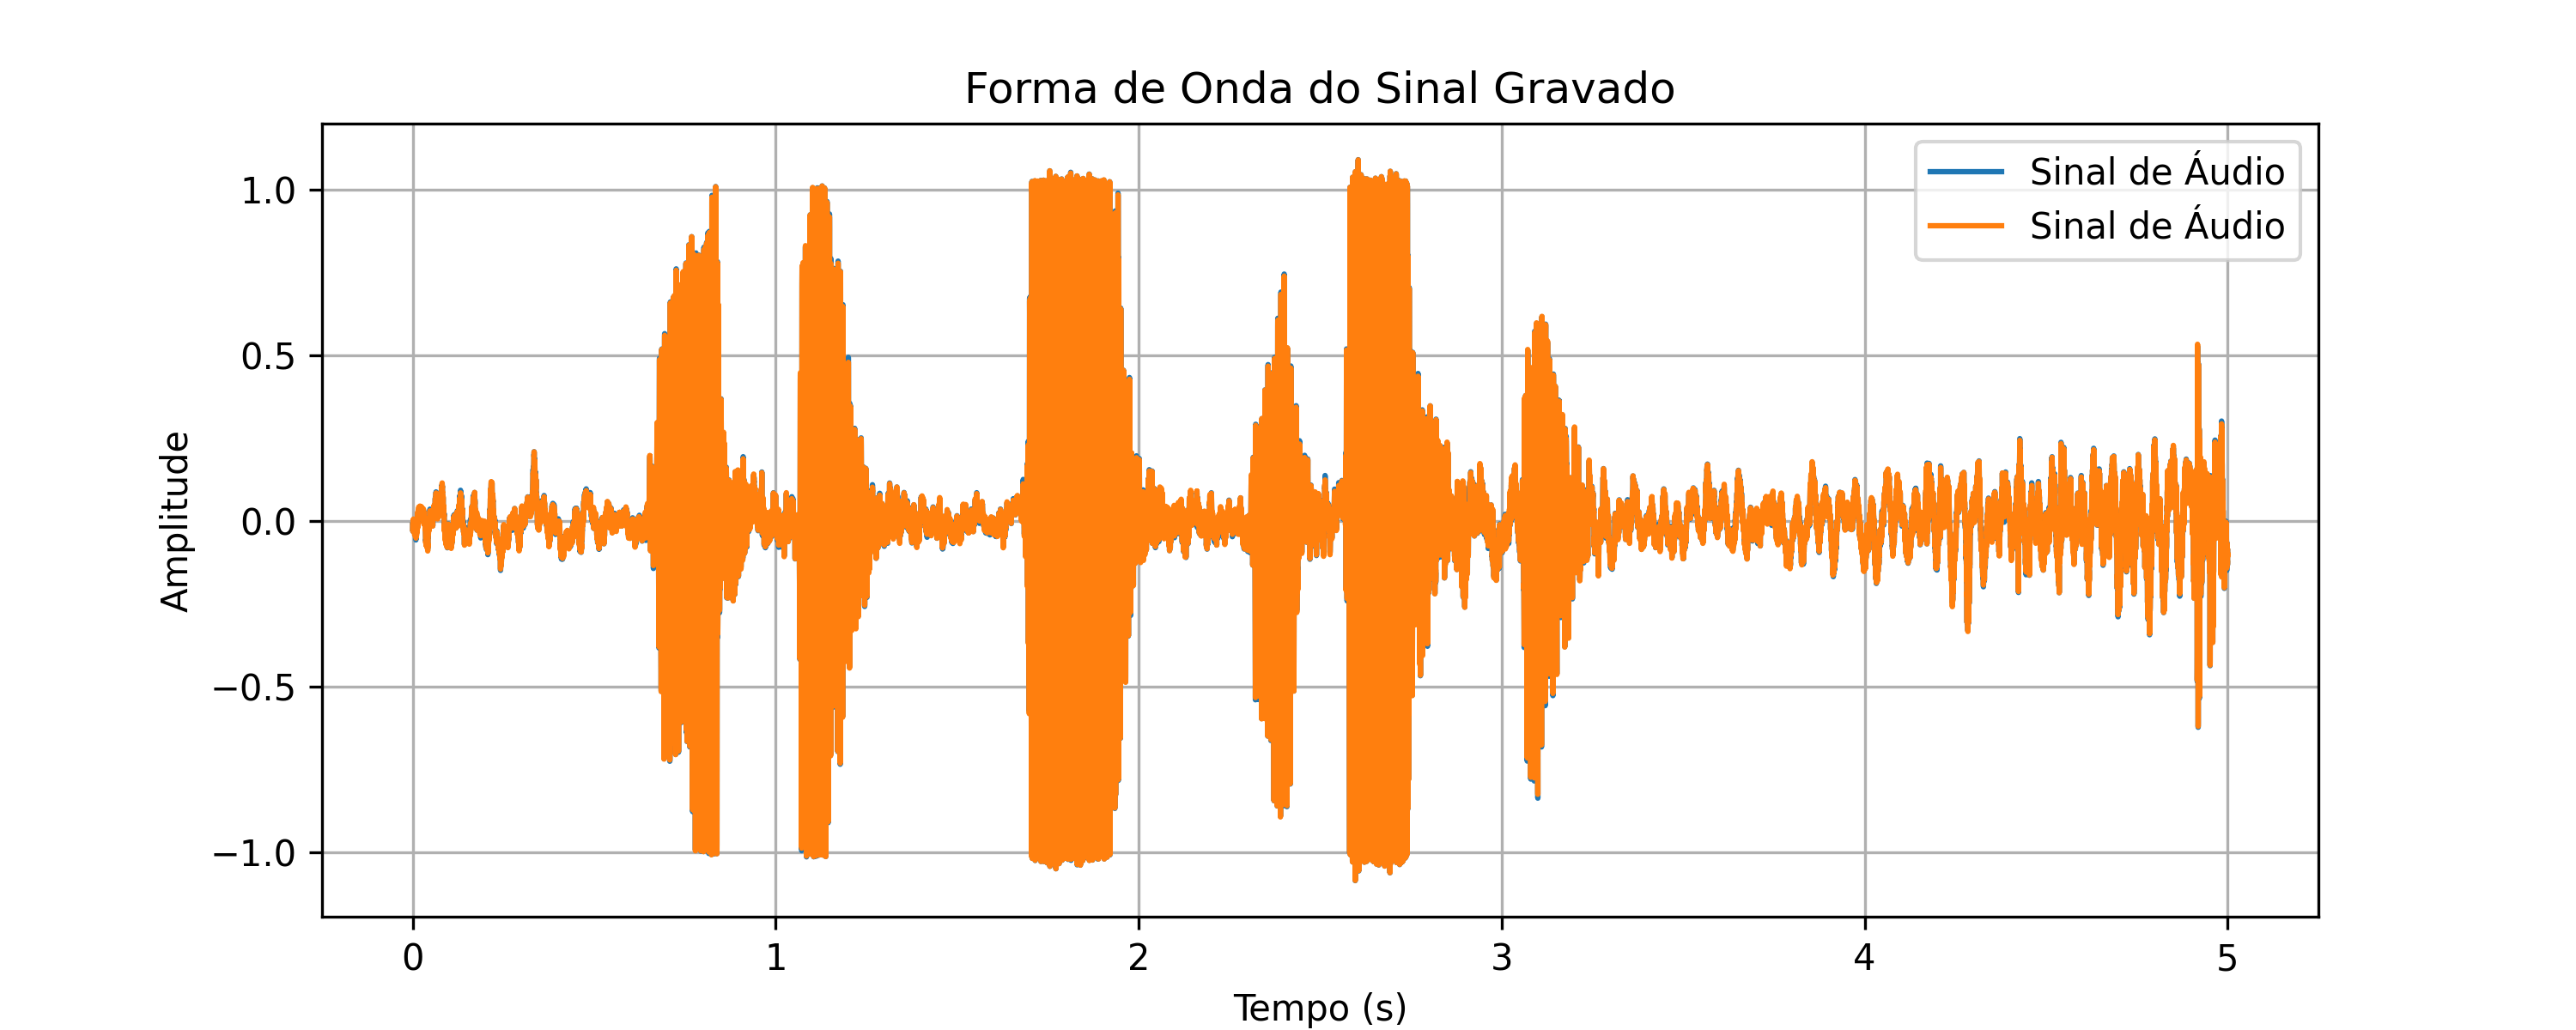 Forma de Onda do Sinal Gravado
Sinal de Áudio
Sinal de Áudio
1.0
0.5
0.0
−0.5
−1.0
Amplitude
0 1 2 3 4 5
Tempo (s)